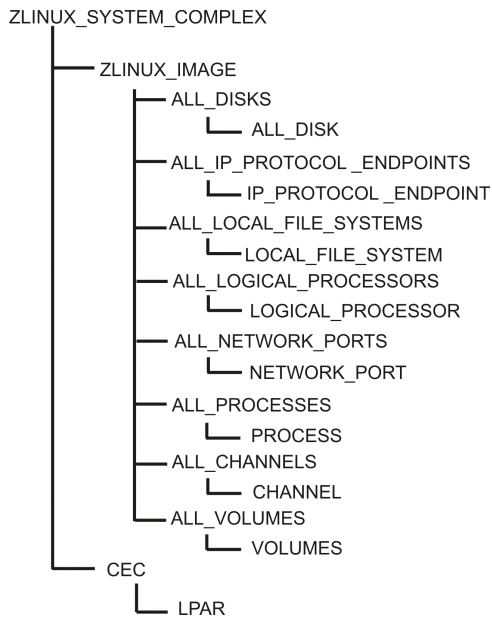 ZLINUX_SYSTEM_COMPLEX
ZLINUX_IMAGE
ALL_DISKS
ALL_DISK
ALL_IP_PROTOCOL _ENDPOINTS
IP_PROTOCOL _ENDPOINT
ALL_LOCAL_FILE_SYSTEMS
LOCAL_FILE_SYSTEM
ALL_LOGICAL_PROCESSORS
LOGICAL_PROCESSOR
ALL_NETWORK_PORTS
NETWORK_PORT
ALL_PROCESSES
PROCESS
ALL_CHANNELS
CHANNEL
ALL_VOLUMES
VOLUMES
CEC
LPAR